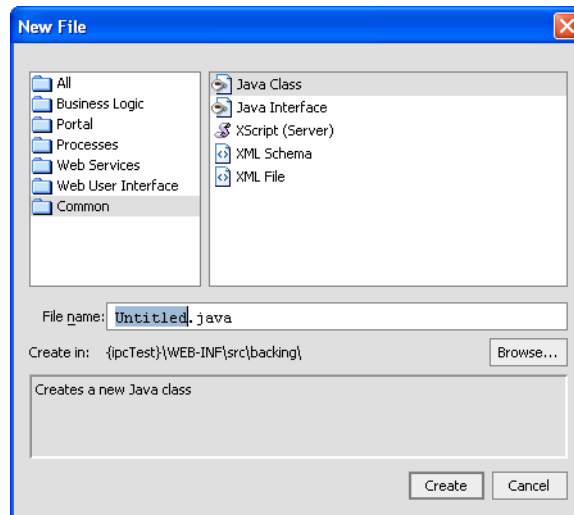 New File
All
Business Logic
Portal
Processes
Web Services
Web User Interface
Common
Java Class
Java Interface
XScript (Server)
XML Schema
XML File
File name: Untitled.java
Create in: {ipcTest}\WEB-INF\src\backing\
Browse...
Creates a new Java class
Create
Cancel